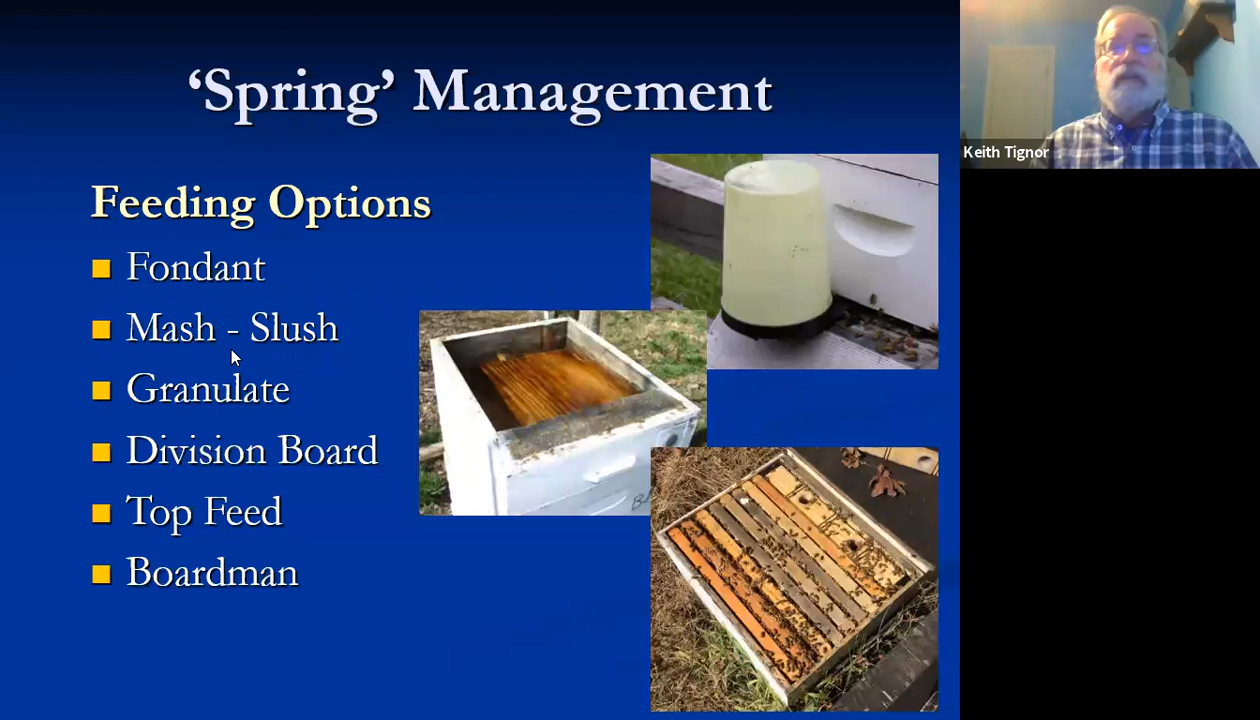 ‘Spring’ Management
Feeding Options
Fondant
Mash - Slush
Granulate
Division Board
Top Feed
Boardman
Keith Tignor